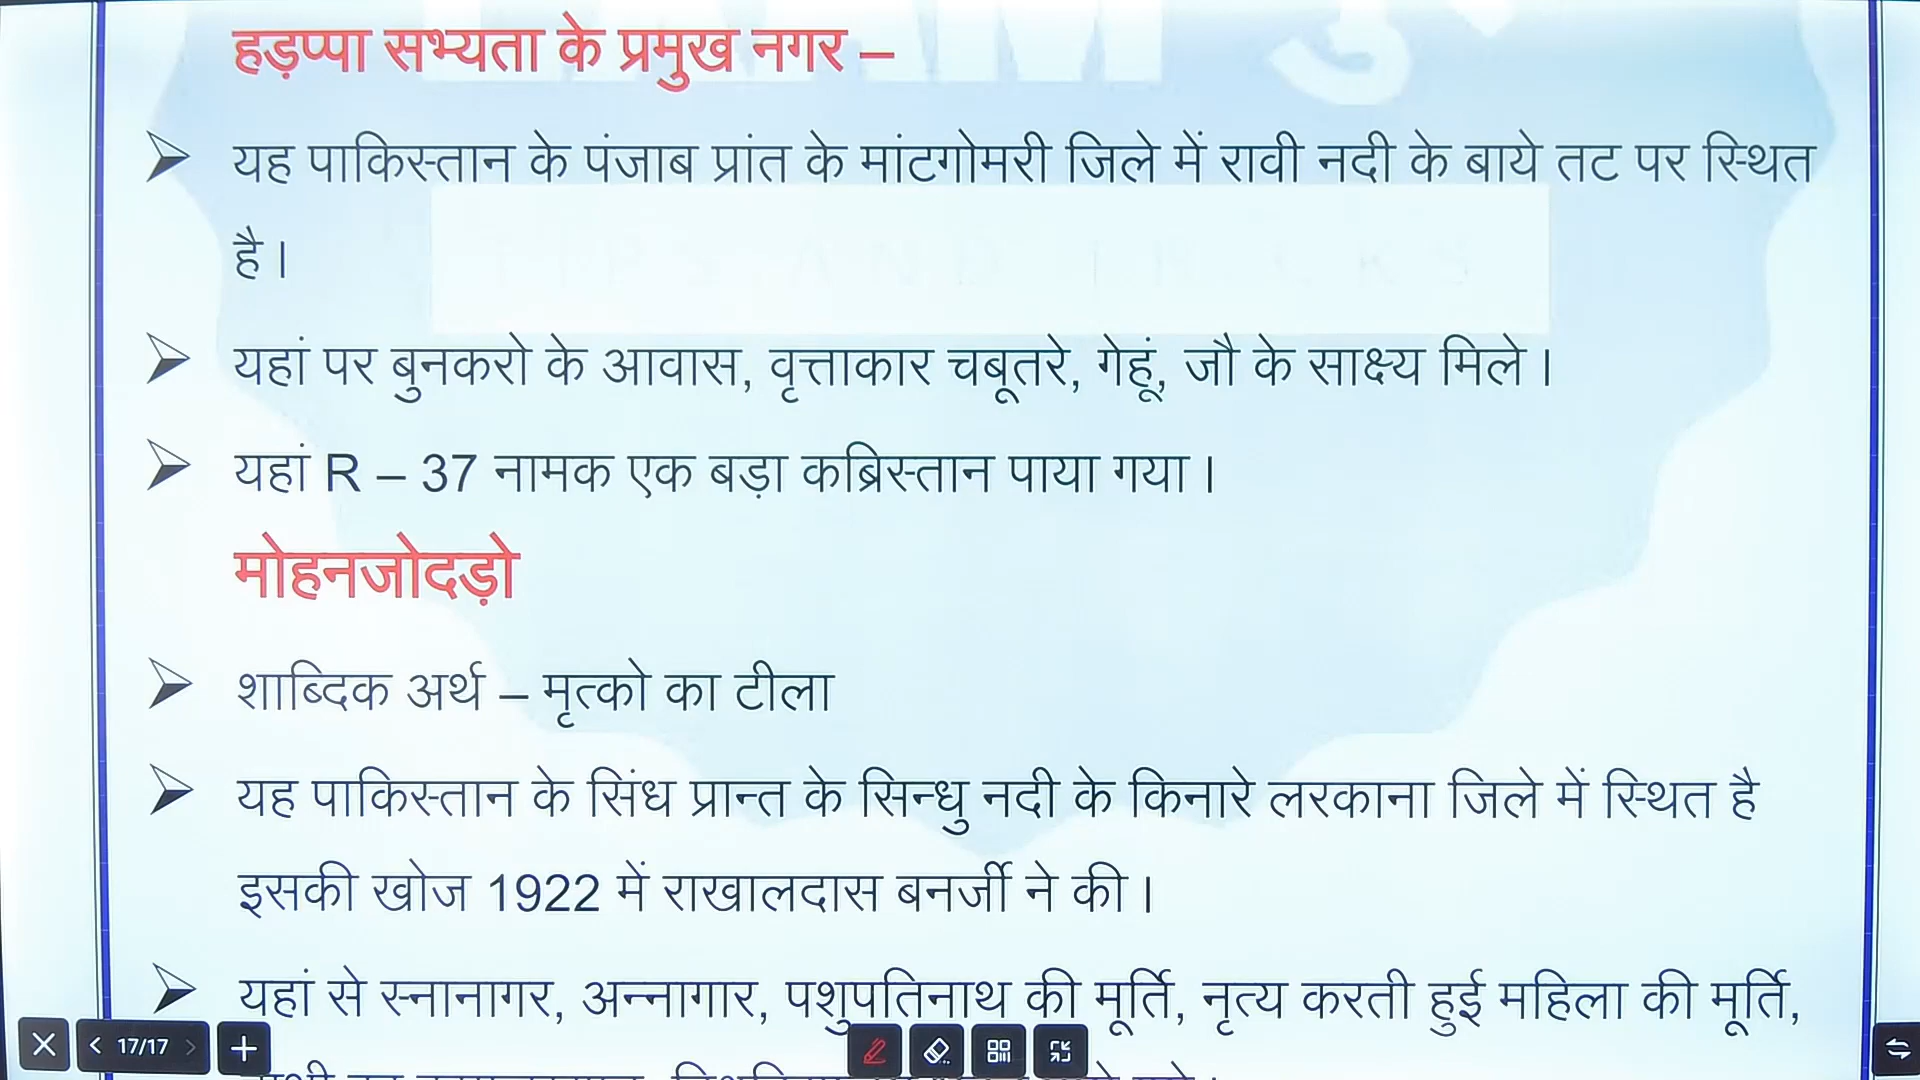 हड़प्पा सभ्यता के प्रमुख नगर –
यह पाकिस्तान के पंजाब प्रांत के मांटगोमरी जिले में रावी नदी के बाये तट पर स्थित
है।
यहां पर बुनकरो के आवास, वृत्ताकार चबूतरे, गेहूं, जौ के साक्ष्य मिले।
यहां R – 37 नामक एक बड़ा कब्रिस्तान पाया गया।
मोहनजोदड़ो
शाब्दिक अर्थ – मृत्को का टीला
यह पाकिस्तान के सिंध प्रान्त के सिन्धु नदी के किनारे लरकाना जिले में स्थित है
इसकी खोज 1922 में राखालदास बनर्जी ने की।
यहां से स्नानागर, अन्नागार, पशुपतिनाथ की मूर्ति, नृत्य करती हुई महिला की मूर्ति,
17/17